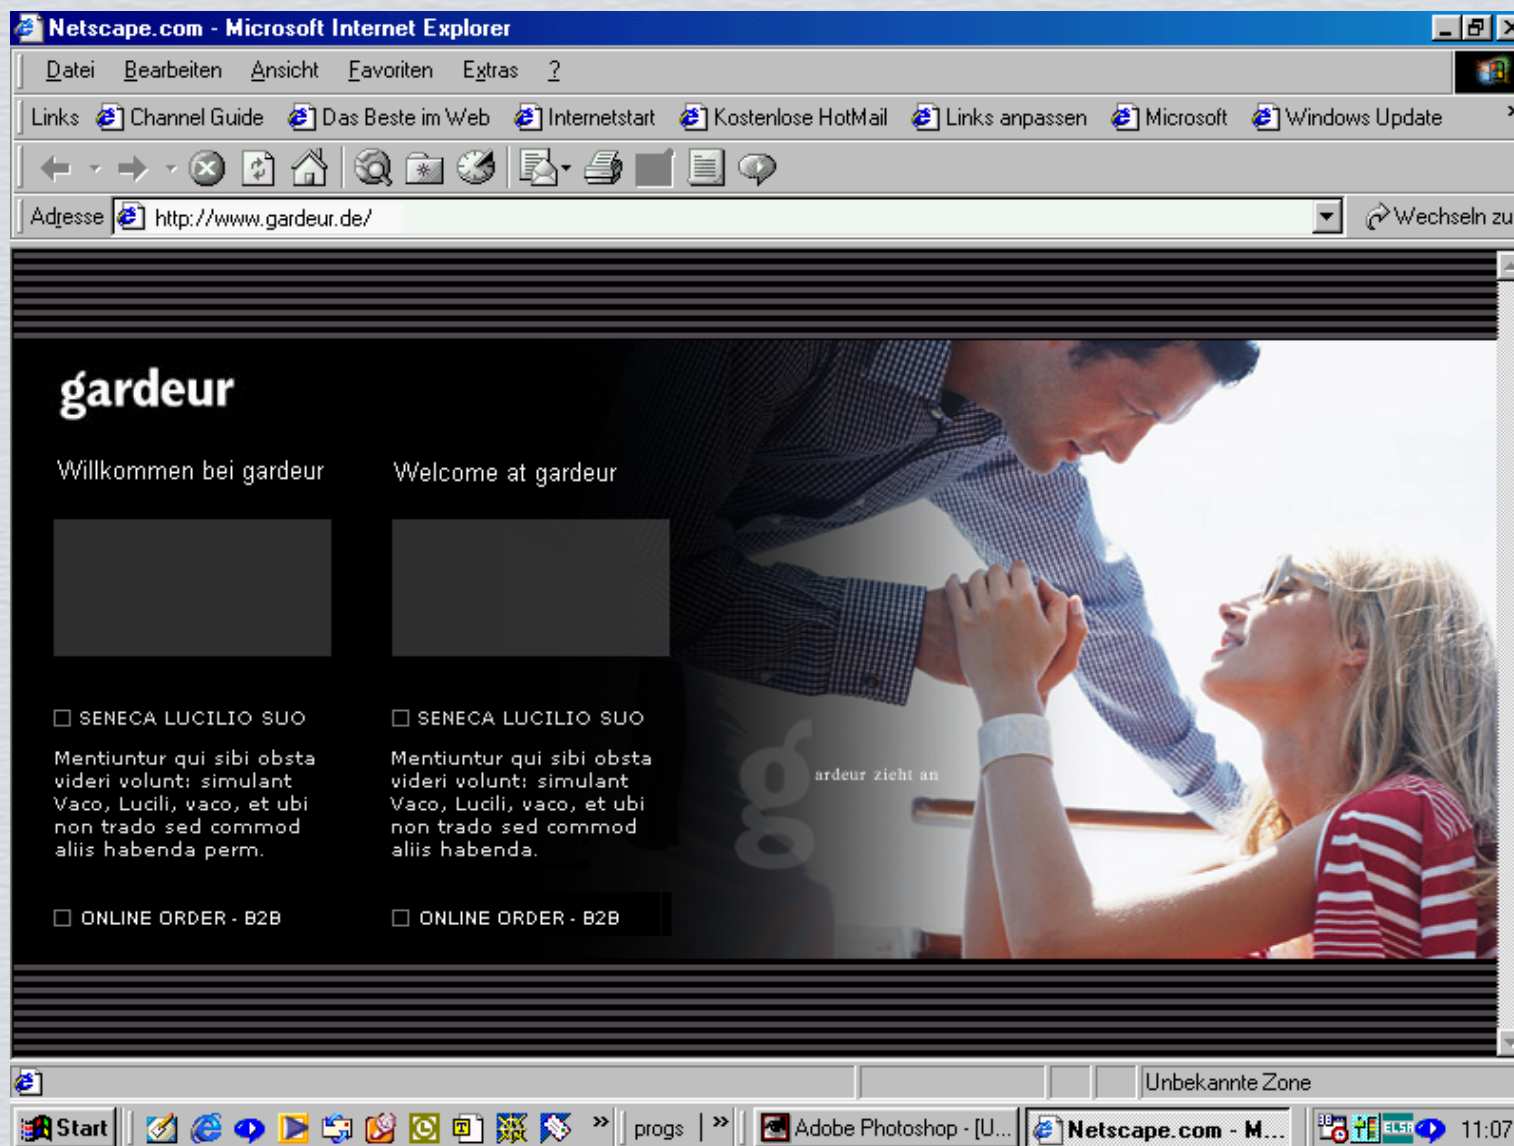 Netscape.com - Microsoft Internet Explorer
Datei Bearbeiten Ansicht Favoriten Extras ?
Links Channel Guide Das Beste im Web Internetstart Kostenlose HotMail Links anpassen Microsoft Windows Update
Adresse http://www.gardeur.de/ Wechseln zu
gardeur
Willkommen bei gardeur
SENECA LUCILIO SUO
Mentiuntur qui sibi obsta
videri volunt: simulant
Vaco, Lucili, vaco, et ubi
non trado sed commod
aliis habenda perm.
ONLINE ORDER - B2B
Welcome at gardeur
SENECA LUCILIO SUO
Mentiuntur qui sibi obsta
videri volunt: simulant
Vaco, Lucili, vaco, et ubi
non trado sed commod
aliis habenda.
ONLINE ORDER - B2B
gardeur zieht an
Unbekannte Zone
Start progs Adobe Photoshop - [U... Netscape.com - M... ELSA 11:07